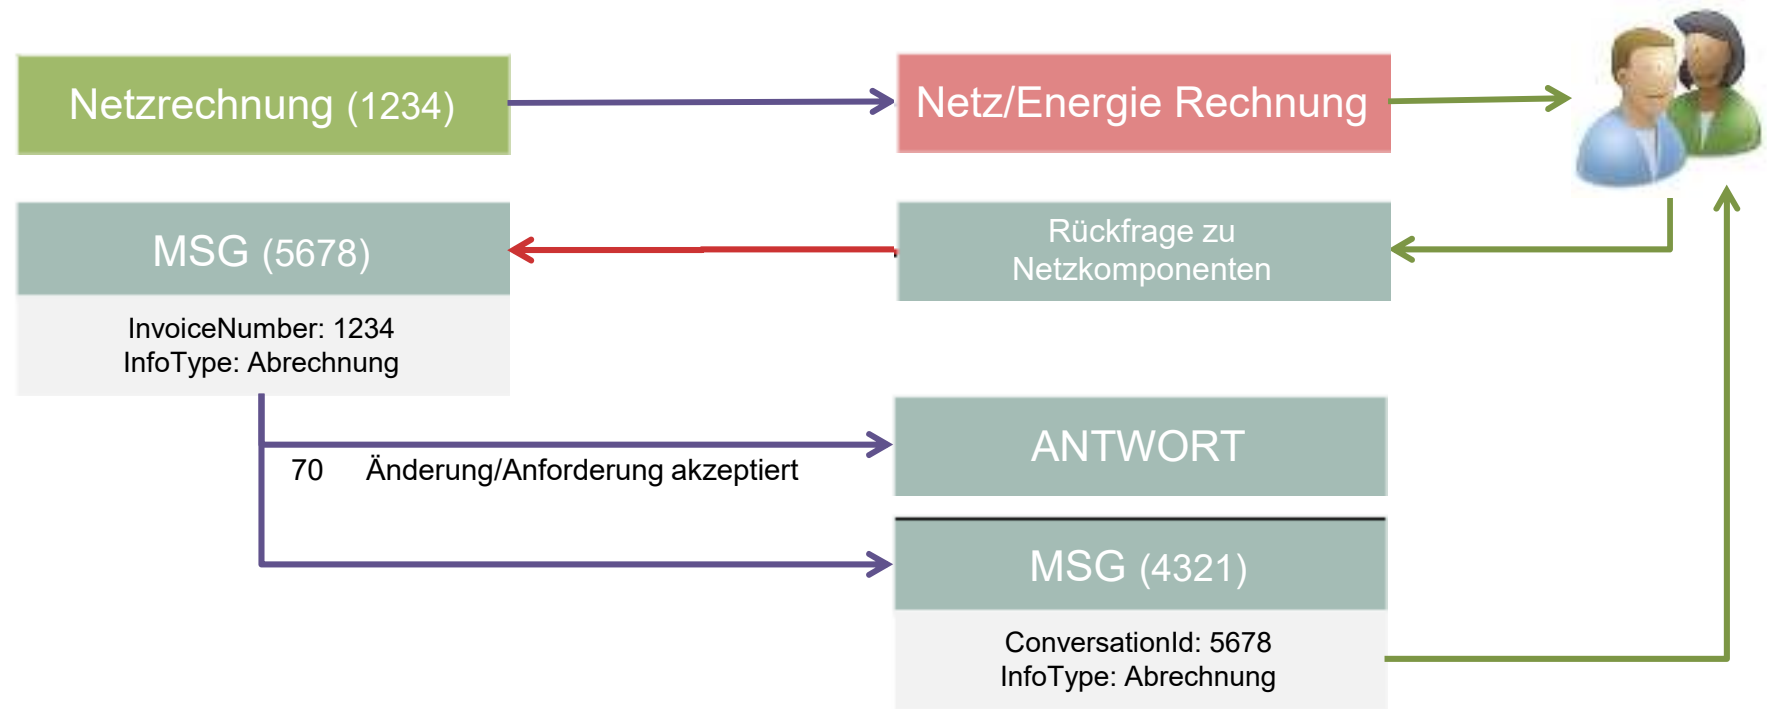 Netzrechnung (1234)
Netz/Energie Rechnung
MSG (5678)
Rückfrage zu
Netzkomponenten
InvoiceNumber: 1234
InfoType: Abrechnung
ANTWORT
70 Änderung/Anforderung akzeptiert
MSG (4321)
ConversationId: 5678
InfoType: Abrechnung